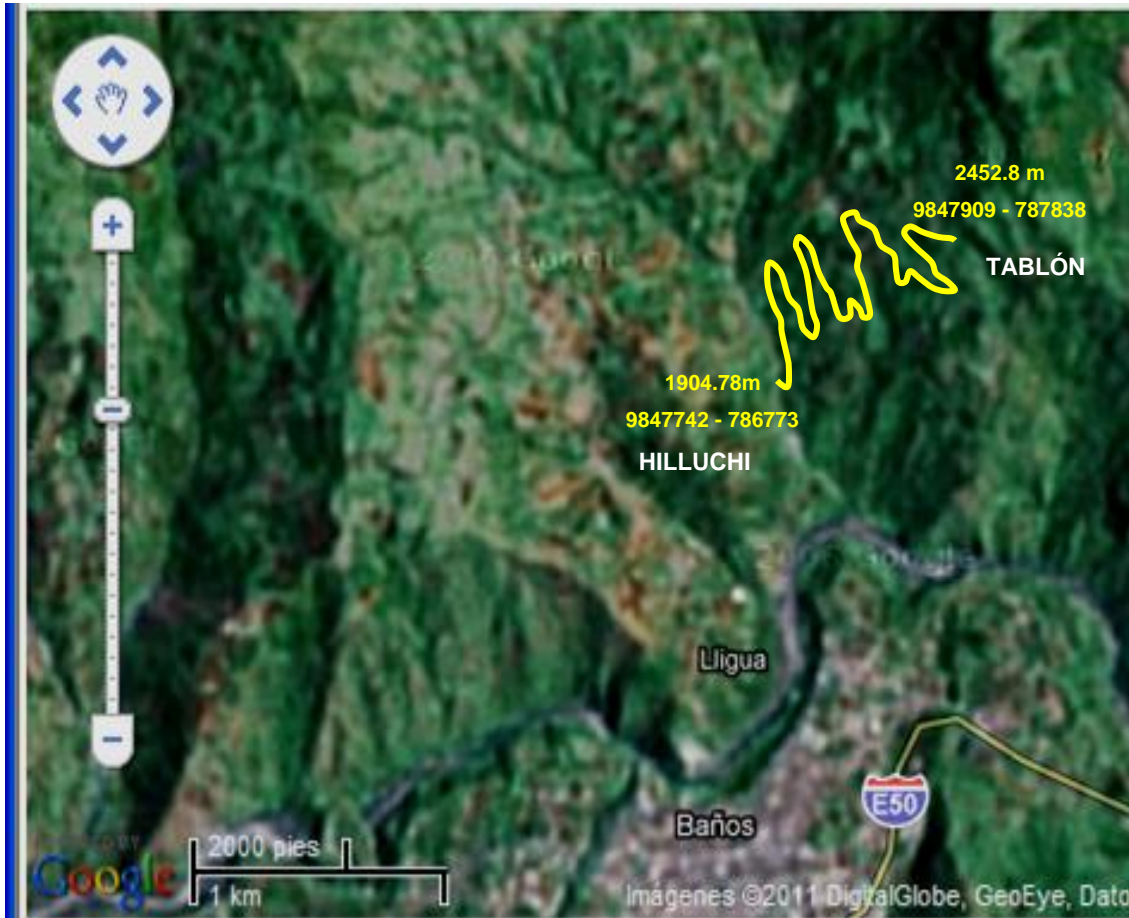 2452.8 m
9847909 - 787838
TABLÓN
1904.78m
9847742 - 786773
HILLUCHI
Lligua
E50
Baños
2000 pies
Google
1 km
Imágenes ©2011 DigitalGlobe, GeoEye, Dato